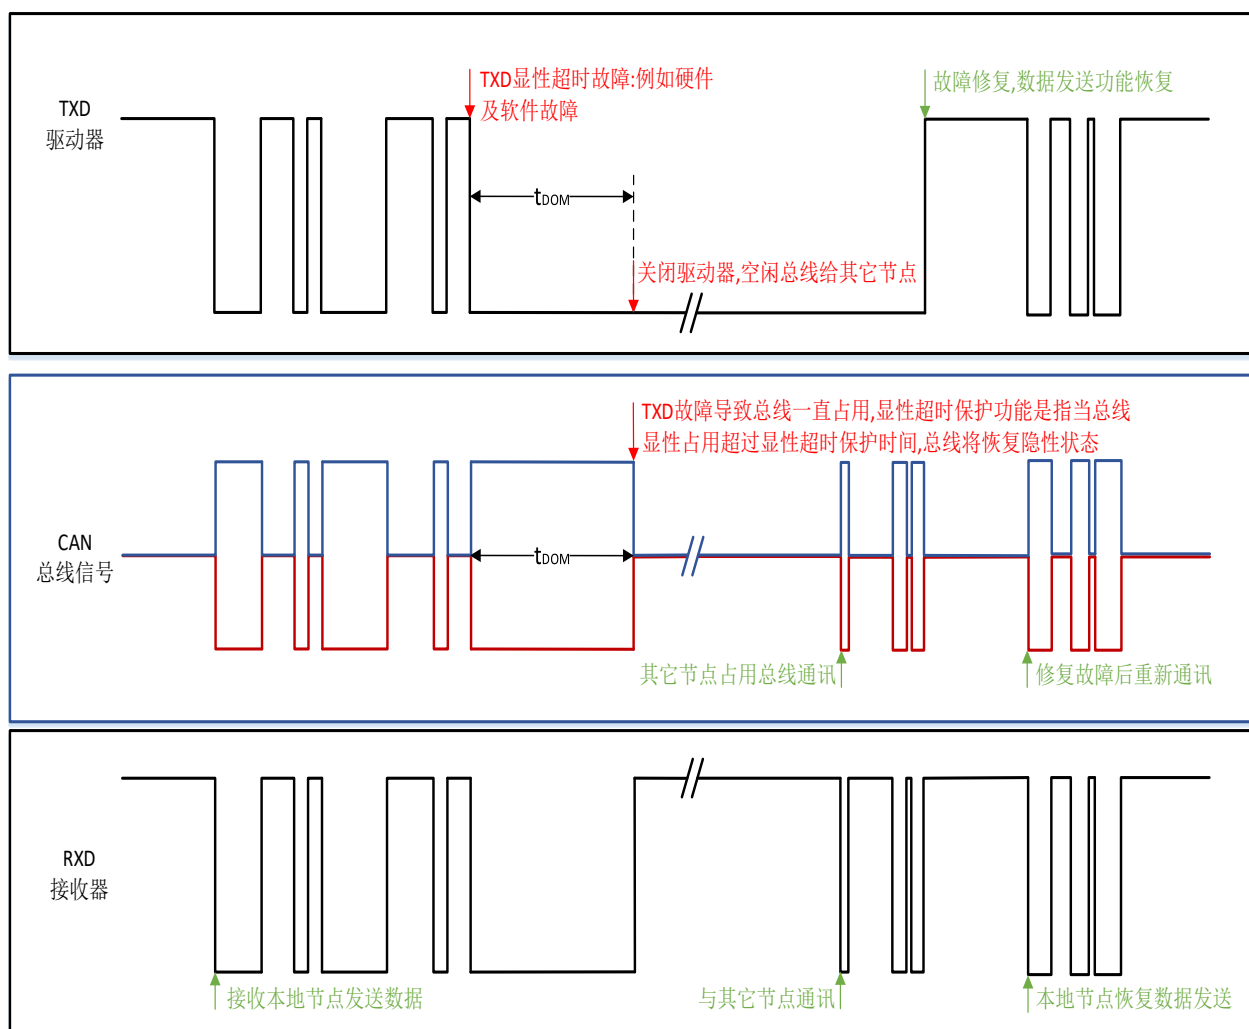 TXD显性超时故障:例如硬件
及软件故障
故障修复,数据发送功能恢复
TXD
驱动器
tDOM
关闭驱动器,空闲总线给其它节点
TXD故障导致总线一直占用,显性超时保护功能是指当总线
显性占用超过显性超时保护时间,总线将恢复隐性状态
CAN
总线信号
tDOM
其它节点占用总线通讯
修复故障后重新通讯
RXD
接收器
接收本地节点发送数据
与其它节点通讯
本地节点恢复数据发送